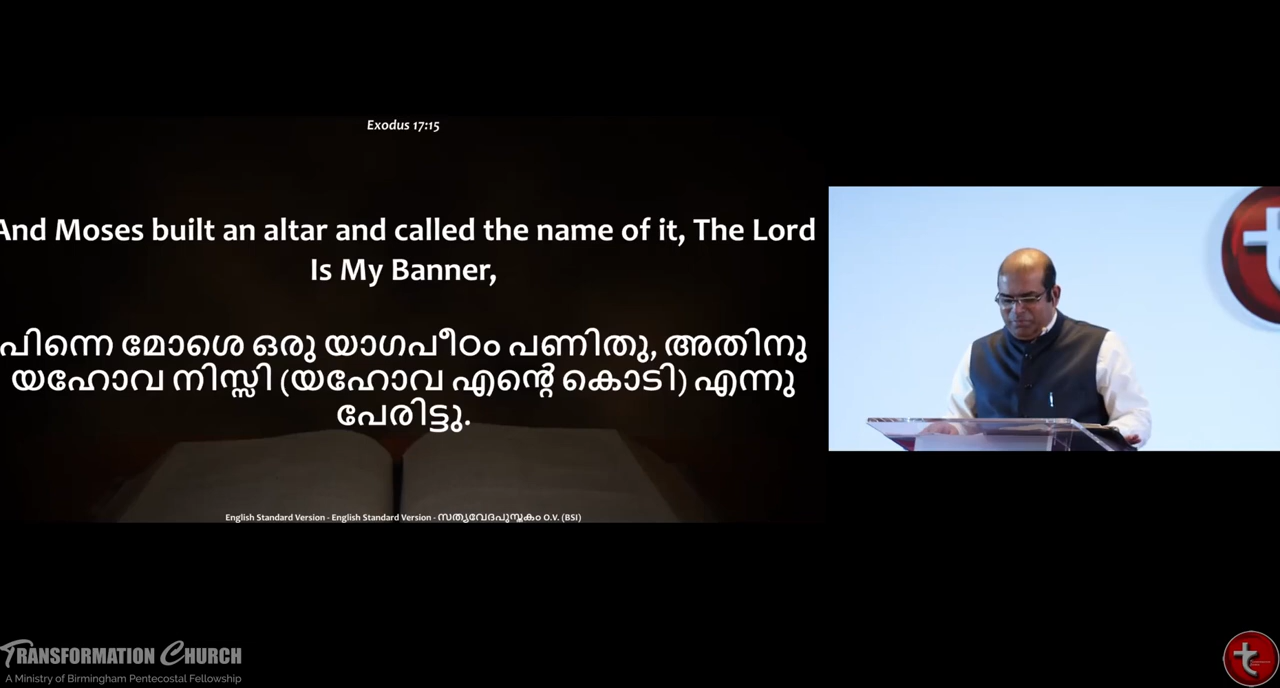 Exodus 17:15
And Moses built an altar and called the name of it, The Lord
Is My Banner,
പിന്നെ മോശെ ഒരു യാഗപീഠം പണിതു, അതിനു
യഹോവ നിസ്സി (യഹോവ എന്റെ കൊടി) എന്നു
പേരിട്ടു.
English Standard Version - English Standard Version - സത്യവേദപുസ്തകം O.V. (BSI)
TRANSFORMATION CHURCH
A Ministry of Birmingham Pentecostal Fellowship